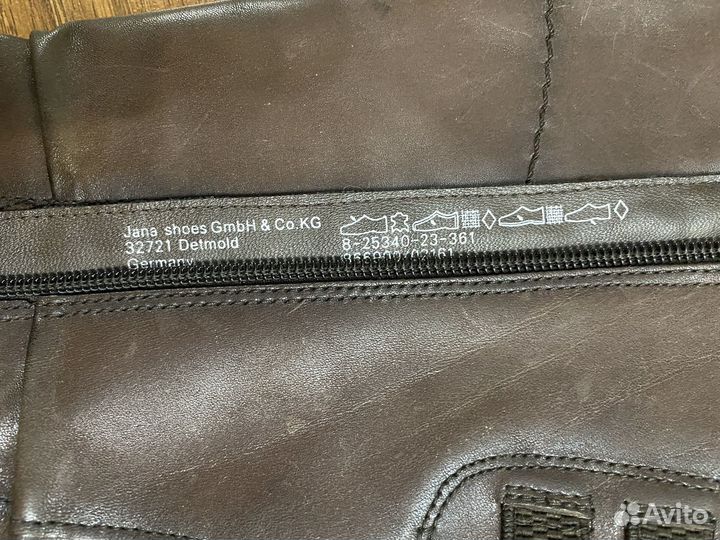 Jana shoes GmbH & Co.KG
32721 Detmold
Germany
8-25340-23-361
Avito